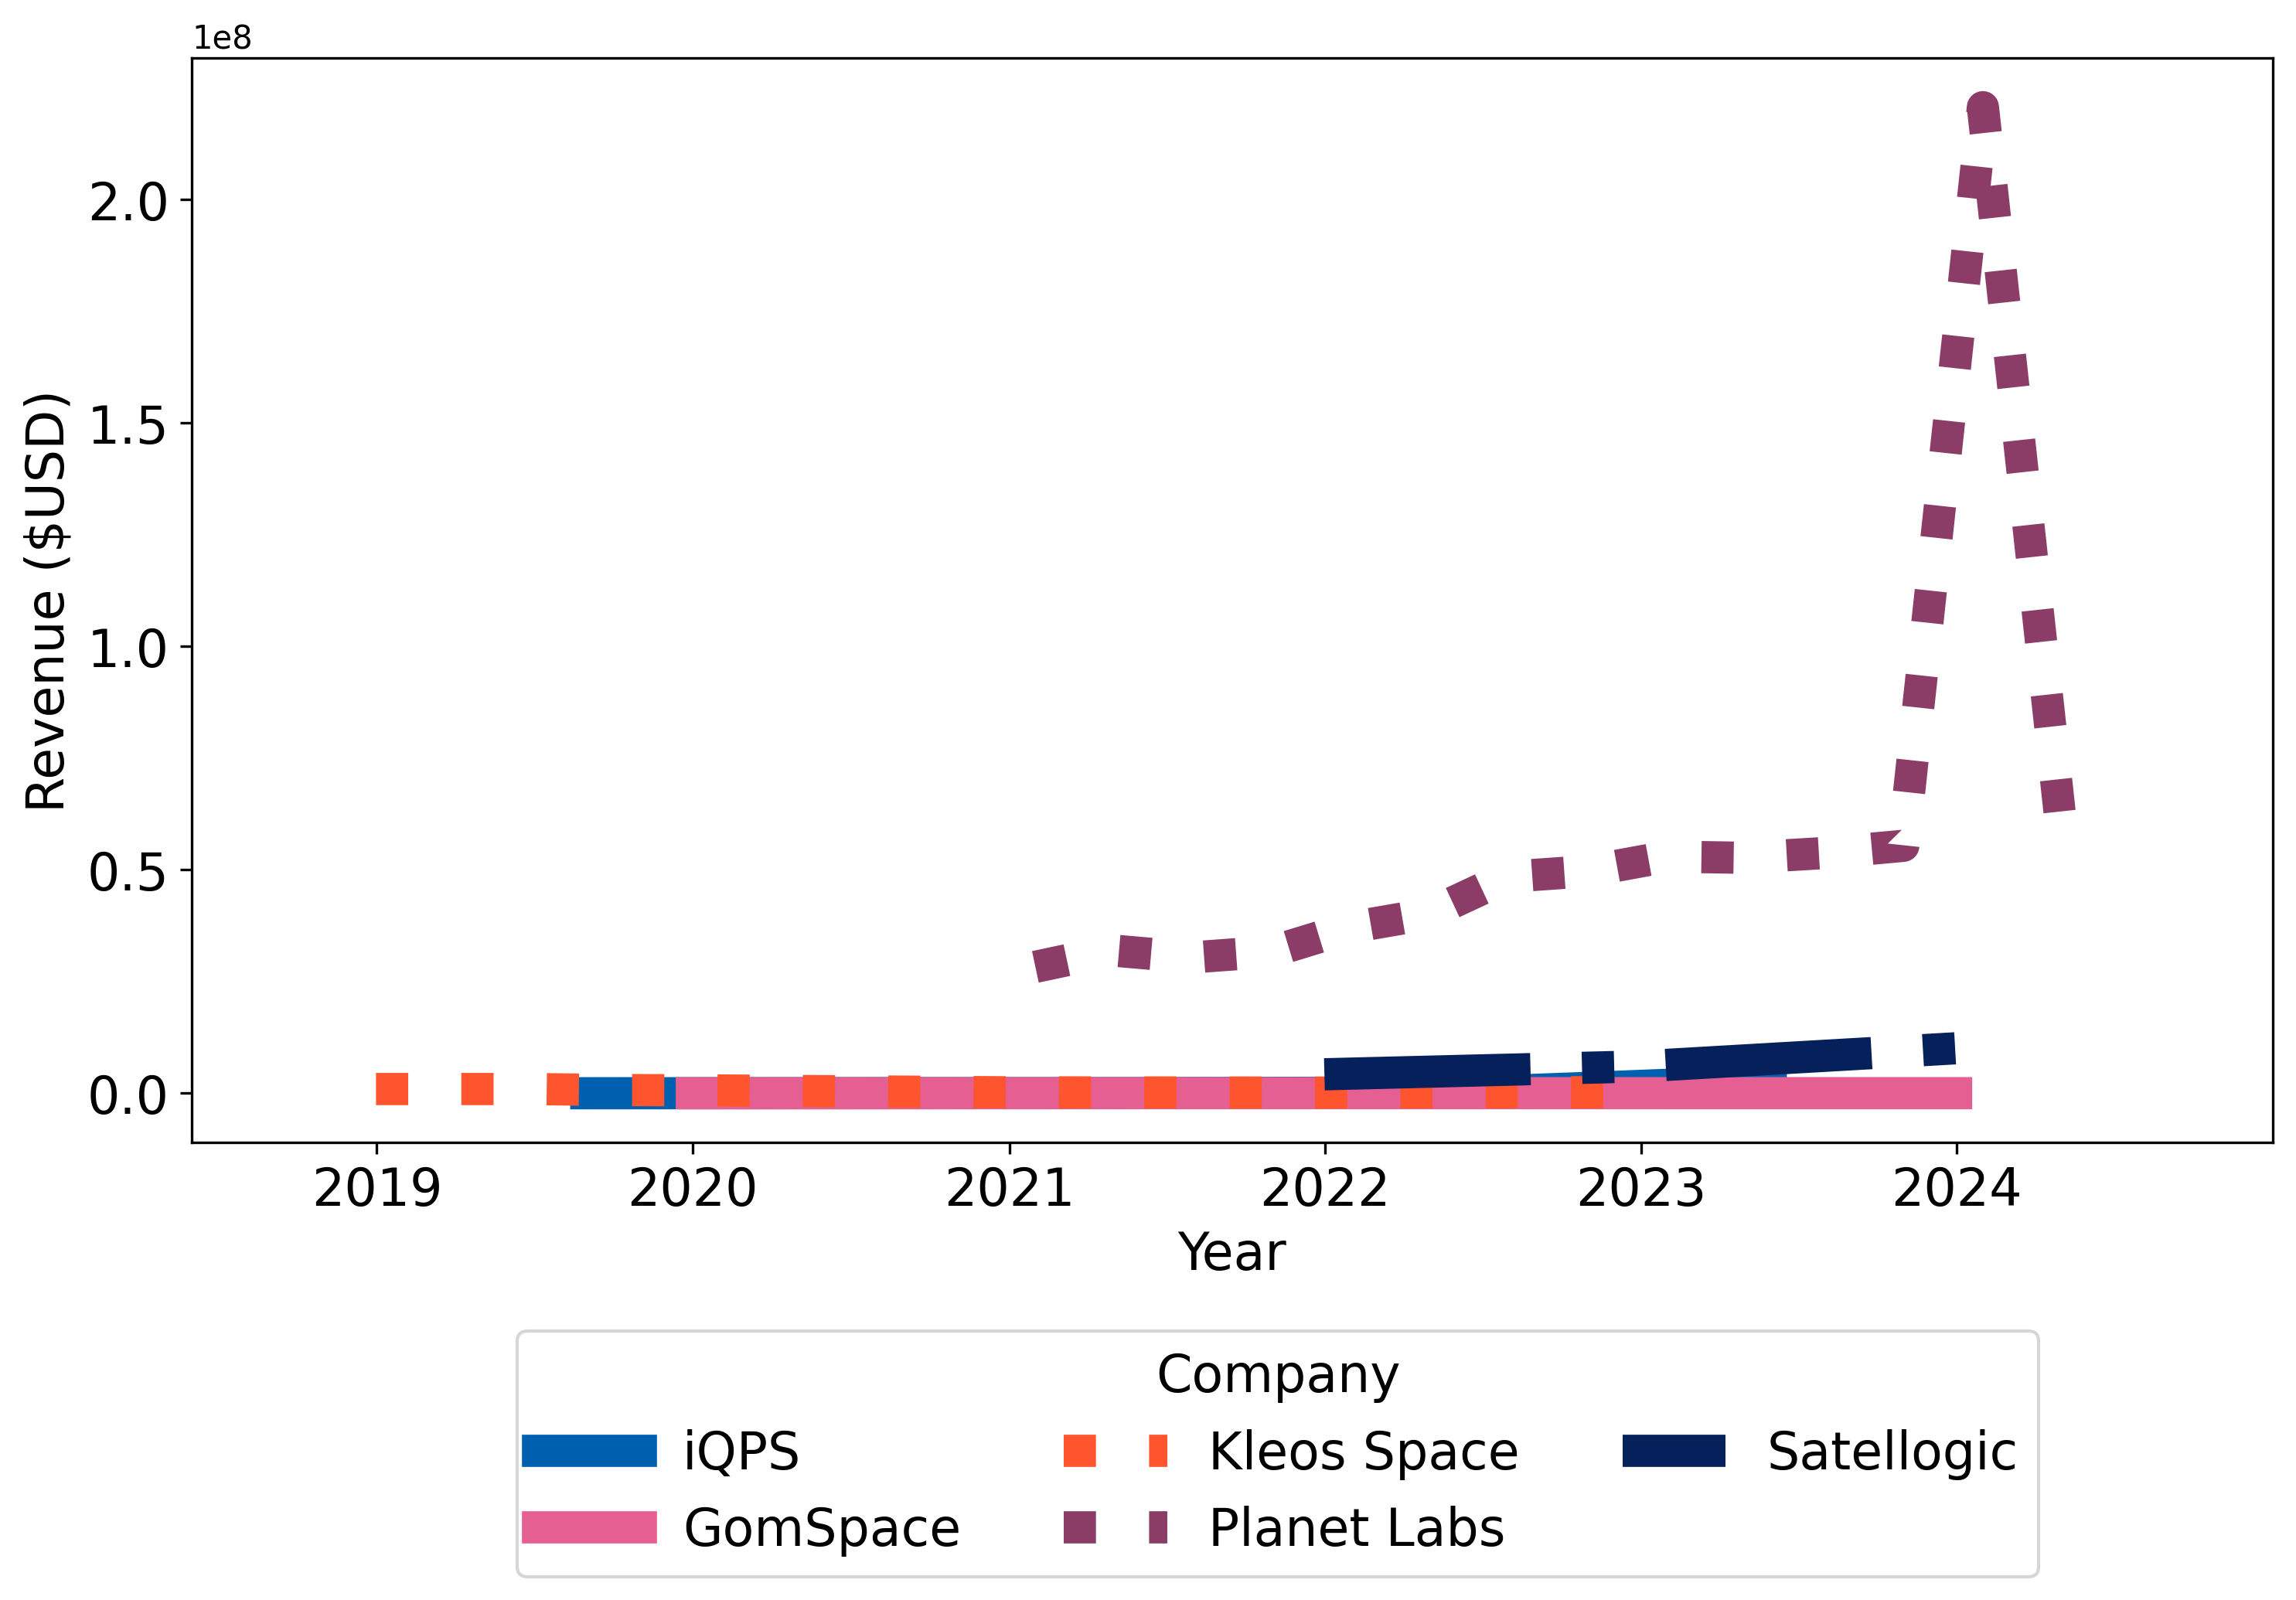 1e8
2.0
1.5
1.0
0.5
0.0
Revenue ($USD)
2019 2020 2021 2022 2023 2024
Year
Company
iQPS Kleos Space Satellogic
GomSpace Planet Labs